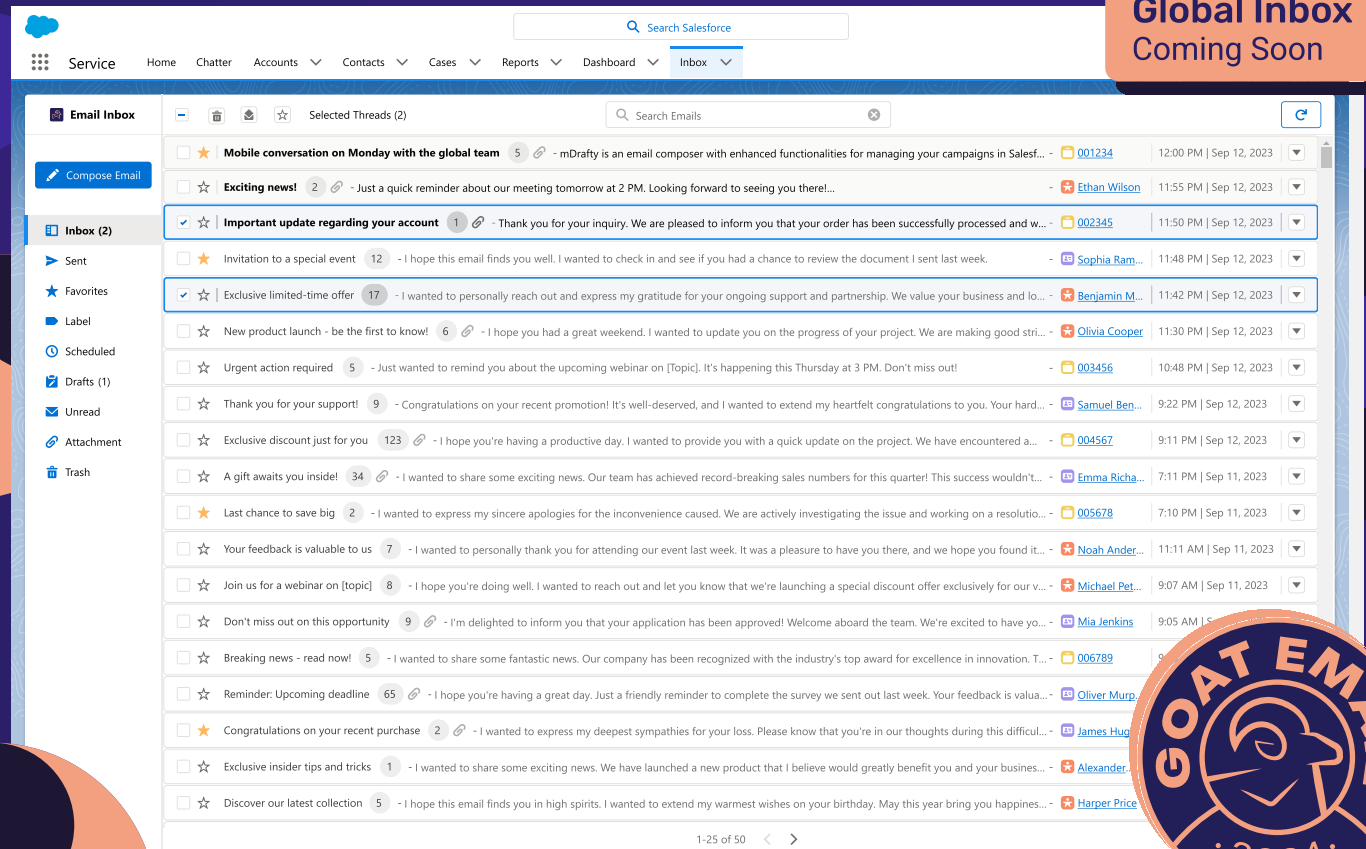 Global Inbox
Coming Soon
Search Salesforce
Service Home Chatter Accounts Contacts Cases Reports Dashboard Inbox
Email Inbox
Selected Threads (2)
Search Emails
Compose Email
Inbox (2)
Sent
Favorites
Label
Scheduled
Drafts (1)
Unread
Attachment
Trash
Mobile conversation on Monday with the global team 5 - mDrafty is an email composer with enhanced functionalities for managing your campaigns in Salesf... - 001234 12:00 PM | Sep 12, 2023
Exciting news! 2 - Just a quick reminder about our meeting tomorrow at 2 PM. Looking forward to seeing you there!... - Ethan Wilson 11:55 PM | Sep 12, 2023
Important update regarding your account 1 - Thank you for your inquiry. We are pleased to inform you that your order has been successfully processed and w... - 002345 11:50 PM | Sep 12, 2023
Invitation to a special event 12 - I hope this email finds you well. I wanted to check in and see if you had a chance to review the document I sent last week. - Sophia Ram... 11:48 PM | Sep 12, 2023
Exclusive limited-time offer 17 - I wanted to personally reach out and express my gratitude for your ongoing support and partnership. We value your business and lo... - Benjamin M... 11:42 PM | Sep 12, 2023
New product launch - be the first to know! 6 - I hope you had a great weekend. I wanted to update you on the progress of your project. We are making good stri... - Olivia Cooper 11:30 PM | Sep 12, 2023
Urgent action required 5 - Just wanted to remind you about the upcoming webinar on [Topic]. It's happening this Thursday at 3 PM. Don't miss out! - 003456 10:48 PM | Sep 12, 2023
Thank you for your support! 9 - Congratulations on your recent promotion! It's well-deserved, and I wanted to extend my heartfelt congratulations to you. Your hard... - Samuel Ben... 9:22 PM | Sep 12, 2023
Exclusive discount just for you 123 - I hope you're having a productive day. I wanted to provide you with a quick update on the project. We have encountered a... - 004567 9:11 PM | Sep 12, 2023
A gift awaits you inside! 34 - I wanted to share some exciting news. Our team has achieved record-breaking sales numbers for this quarter! This success wouldn't... - Emma Richa... 7:11 PM | Sep 11, 2023
Last chance to save big 2 - I wanted to express my sincere apologies for the inconvenience caused. We are actively investigating the issue and working on a resolutio... - 005678 7:10 PM | Sep 11, 2023
Your feedback is valuable to us 7 - I wanted to personally thank you for attending our event last week. It was a pleasure to have you there, and we hope you found it... - Noah Ander... 11:11 AM | Sep 11, 2023
Join us for a webinar on [topic] 8 - I hope you're doing well. I wanted to reach out and let you know that we're launching a special discount offer exclusively for our v... - Michael Pet... 9:07 AM | Sep 11, 2023
Don't miss out on this opportunity 9 - I'm delighted to inform you that your application has been approved! Welcome aboard the team. We're excited to have yo... - Mia Jenkins 9:05 AM |
Breaking news - read now! 5 - I wanted to share some fantastic news. Our company has been recognized with the industry's top award for excellence in innovation. T... - 006789
Reminder: Upcoming deadline 65 - I hope you're having a great day. Just a friendly reminder to complete the survey we sent out last week. Your feedback is valua... - Oliver Murp
Congratulations on your recent purchase 2 - I wanted to express my deepest sympathies for your loss. Please know that you're in our thoughts during this difficul... - James Hug
Exclusive insider tips and tricks 1 - I wanted to share some exciting news. We have launched a new product that I believe would greatly benefit you and your busines... - Alexander
Discover our latest collection 5 - I hope this email finds you in high spirits. I wanted to extend my warmest wishes on your birthday. May this year bring you happines... - Harper Price
1-25 of 50
GOAT EM